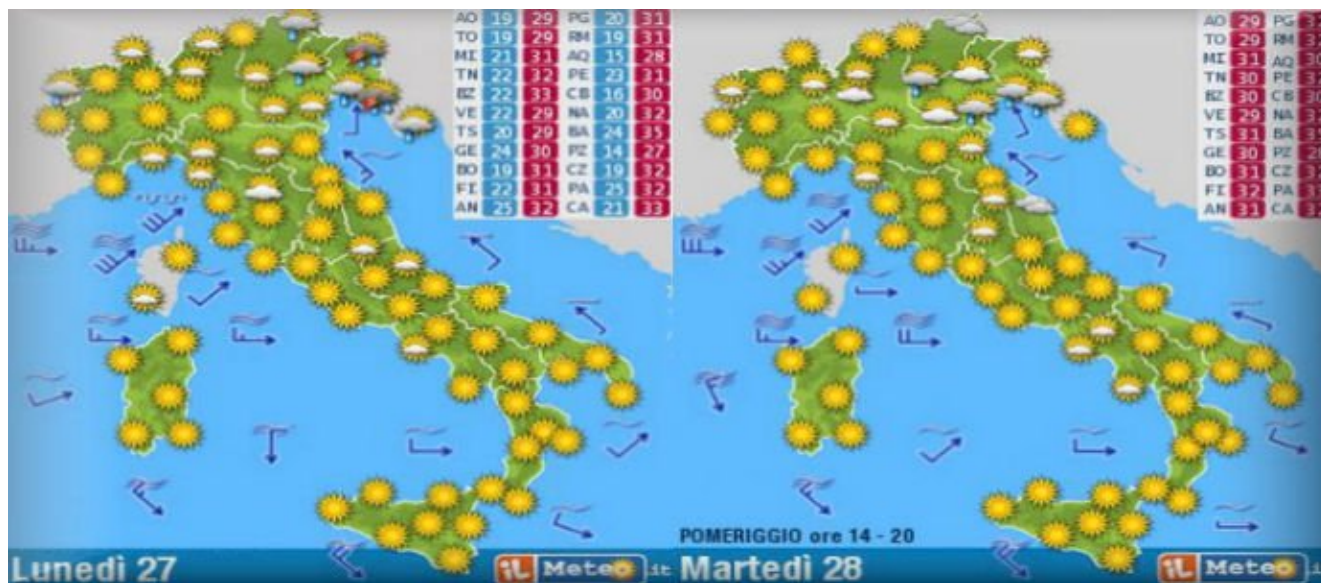 AO 19 29 PG 20 31
TO 19 29 RM 19 31
MI 21 31 AQ 15 28
TN 22 32 PE 23 31
BZ 22 33 CB 16 30
VE 22 29 NA 20 32
TS 20 29 BA 24 35
GE 24 30 PZ 14 27
BO 19 31 CZ 19 32
FI 22 31 PA 25 32
AN 25 32 CA 21 33
Lunedì 27
iL Meteo.it
AO 29 PG
TO 29 RM
MI 31 AQ
TN 30 PE
BZ 30 CB
VE 29 NA
TS 31 BA
GE 30 PZ
BO 31 CZ
FI 32 PA
AN 31 CA
POMERIGGIO ore 14 - 20
Martedì 28
iL Meteo.it